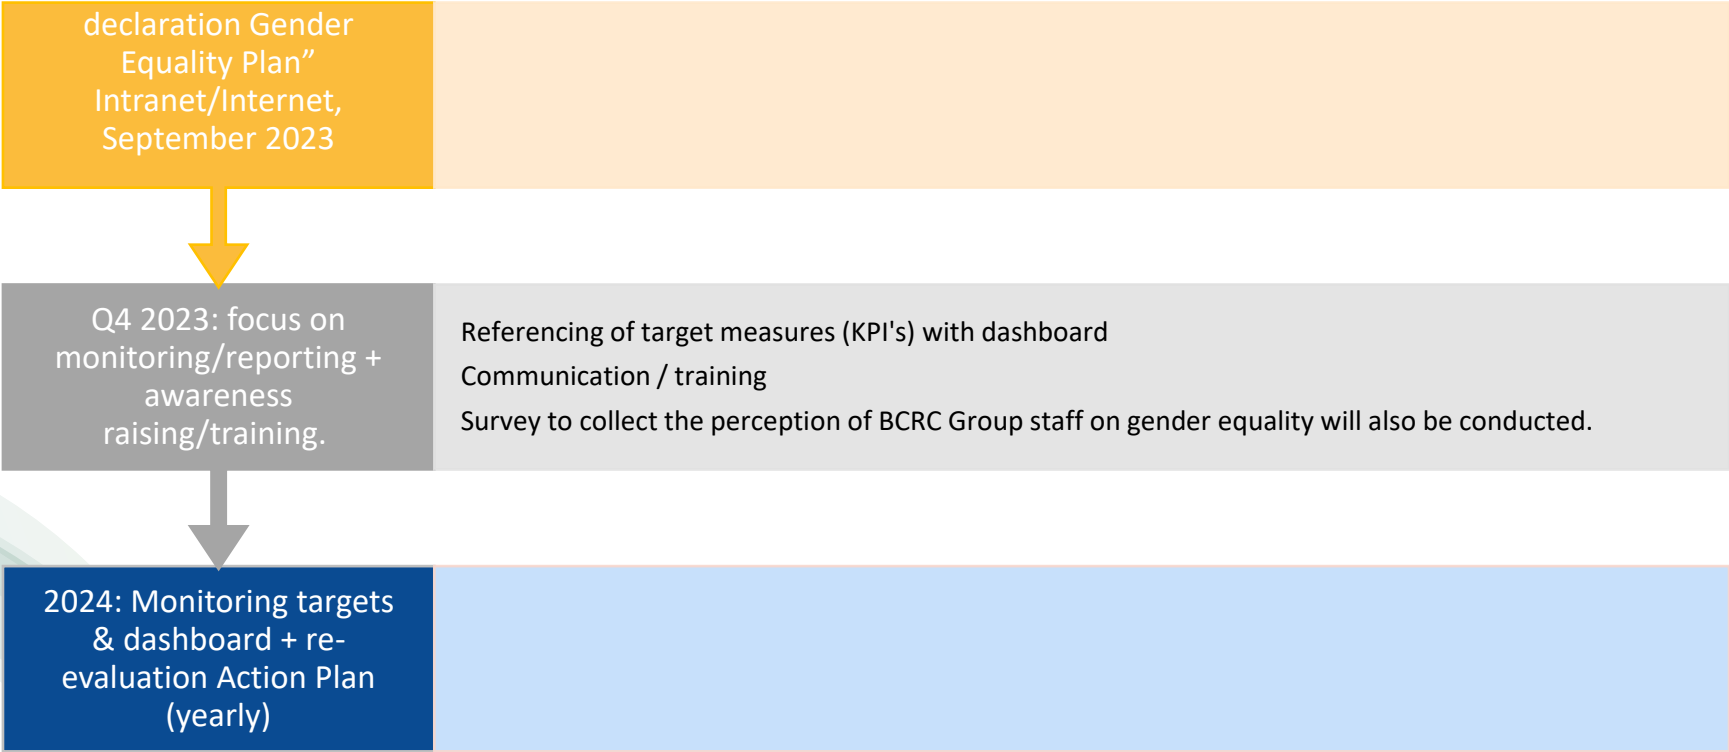 declaration Gender
Equality Plan”
Intranet/Internet,
September 2023
Q4 2023: focus on
monitoring/reporting +
awareness
raising/training.
Referencing of target measures (KPI's) with dashboard
Communication / training
Survey to collect the perception of BCRC Group staff on gender equality will also be conducted.
2024: Monitoring targets
& dashboard + re-
evaluation Action Plan
(yearly)